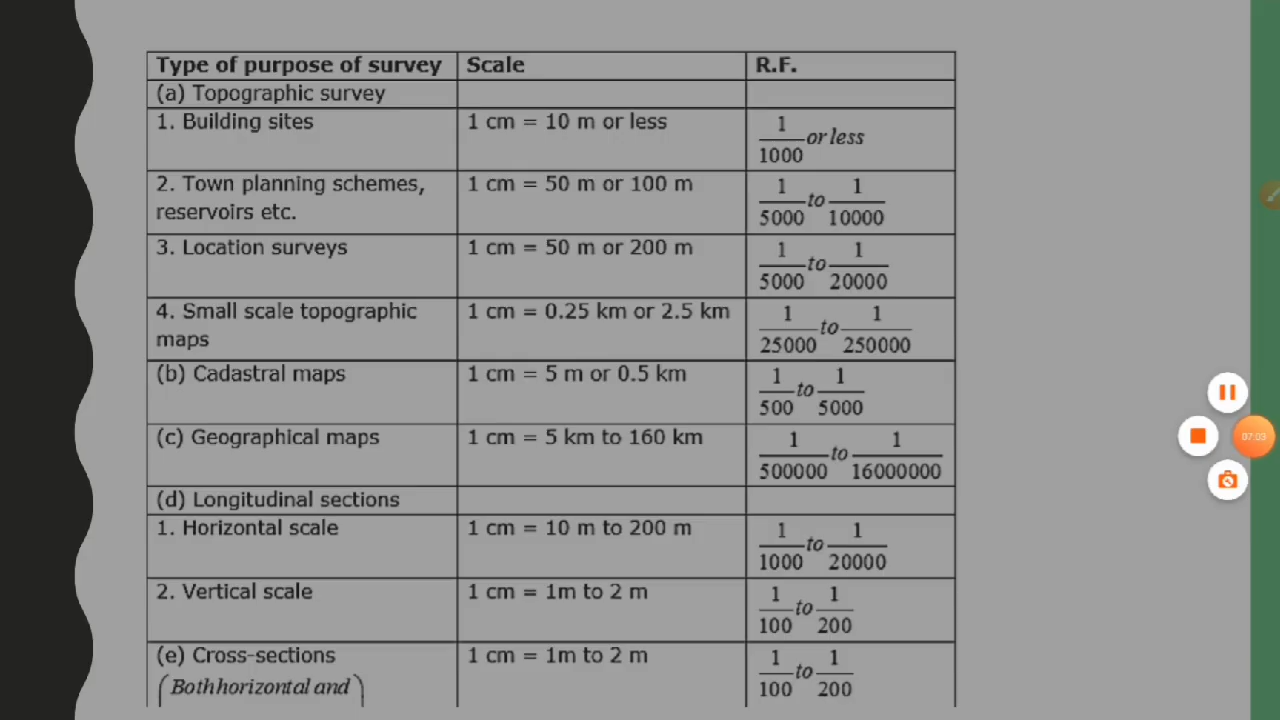 Type of purpose of survey Scale R.F.
(a) Topographic survey
1. Building sites 1 cm = 10 m or less 1/1000 or less
2. Town planning schemes, reservoirs etc. 1 cm = 50 m or 100 m 1/5000 to 1/10000
3. Location surveys 1 cm = 50 m or 200 m 1/5000 to 1/20000
4. Small scale topographic maps 1 cm = 0.25 km or 2.5 km 1/25000 to 1/250000
(b) Cadastral maps 1 cm = 5 m or 0.5 km 1/500 to 1/5000
(c) Geographical maps 1 cm = 5 km to 160 km 1/500000 to 1/16000000
(d) Longitudinal sections
1. Horizontal scale 1 cm = 10 m to 200 m 1/1000 to 1/20000
2. Vertical scale 1 cm = 1m to 2 m 1/100 to 1/200
(e) Cross-sections 1 cm = 1m to 2 m 1/100 to 1/200
(Both horizontal and)
07:03